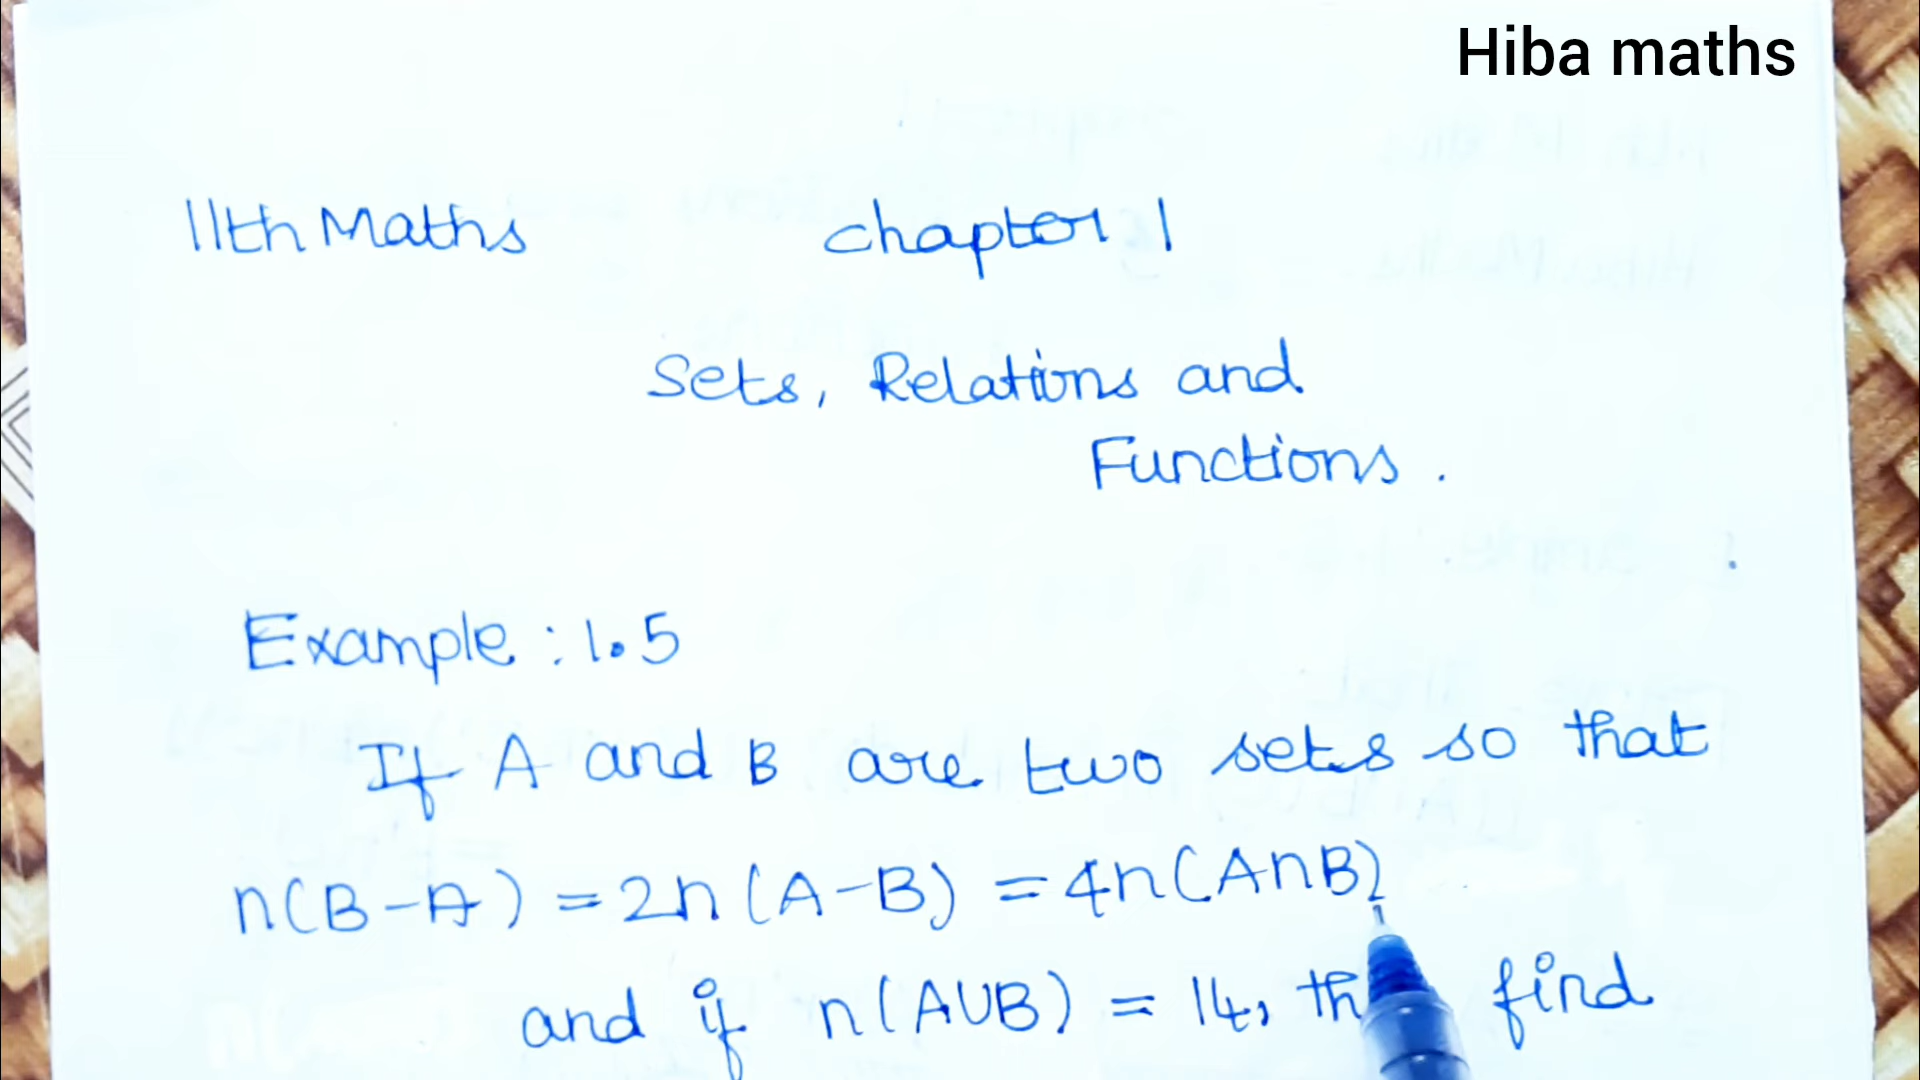 Hiba maths
11th Maths chapter 1
Sets, Relations and
Functions.
Example: 1.5
If A and B are two sets so that
n(B-A) = 2n(A-B) = 4n(A∩B)
and if n(A∪B) = 14, find